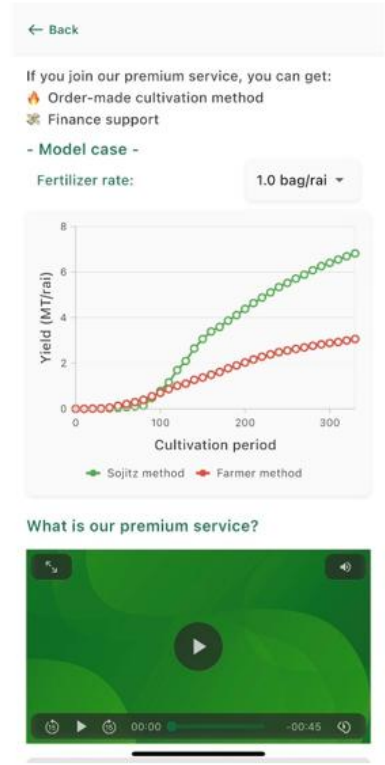 ← Back
If you join our premium service, you can get:
🔥 Order-made cultivation method
💸 Finance support
- Model case -
Fertilizer rate:
1.0 bag/rai
8
6
4
2
0
Yield (MT/rai)
0 100 200 300
Cultivation period
Sojitz method Farmer method
What is our premium service?
15 15 00:00 -00:45